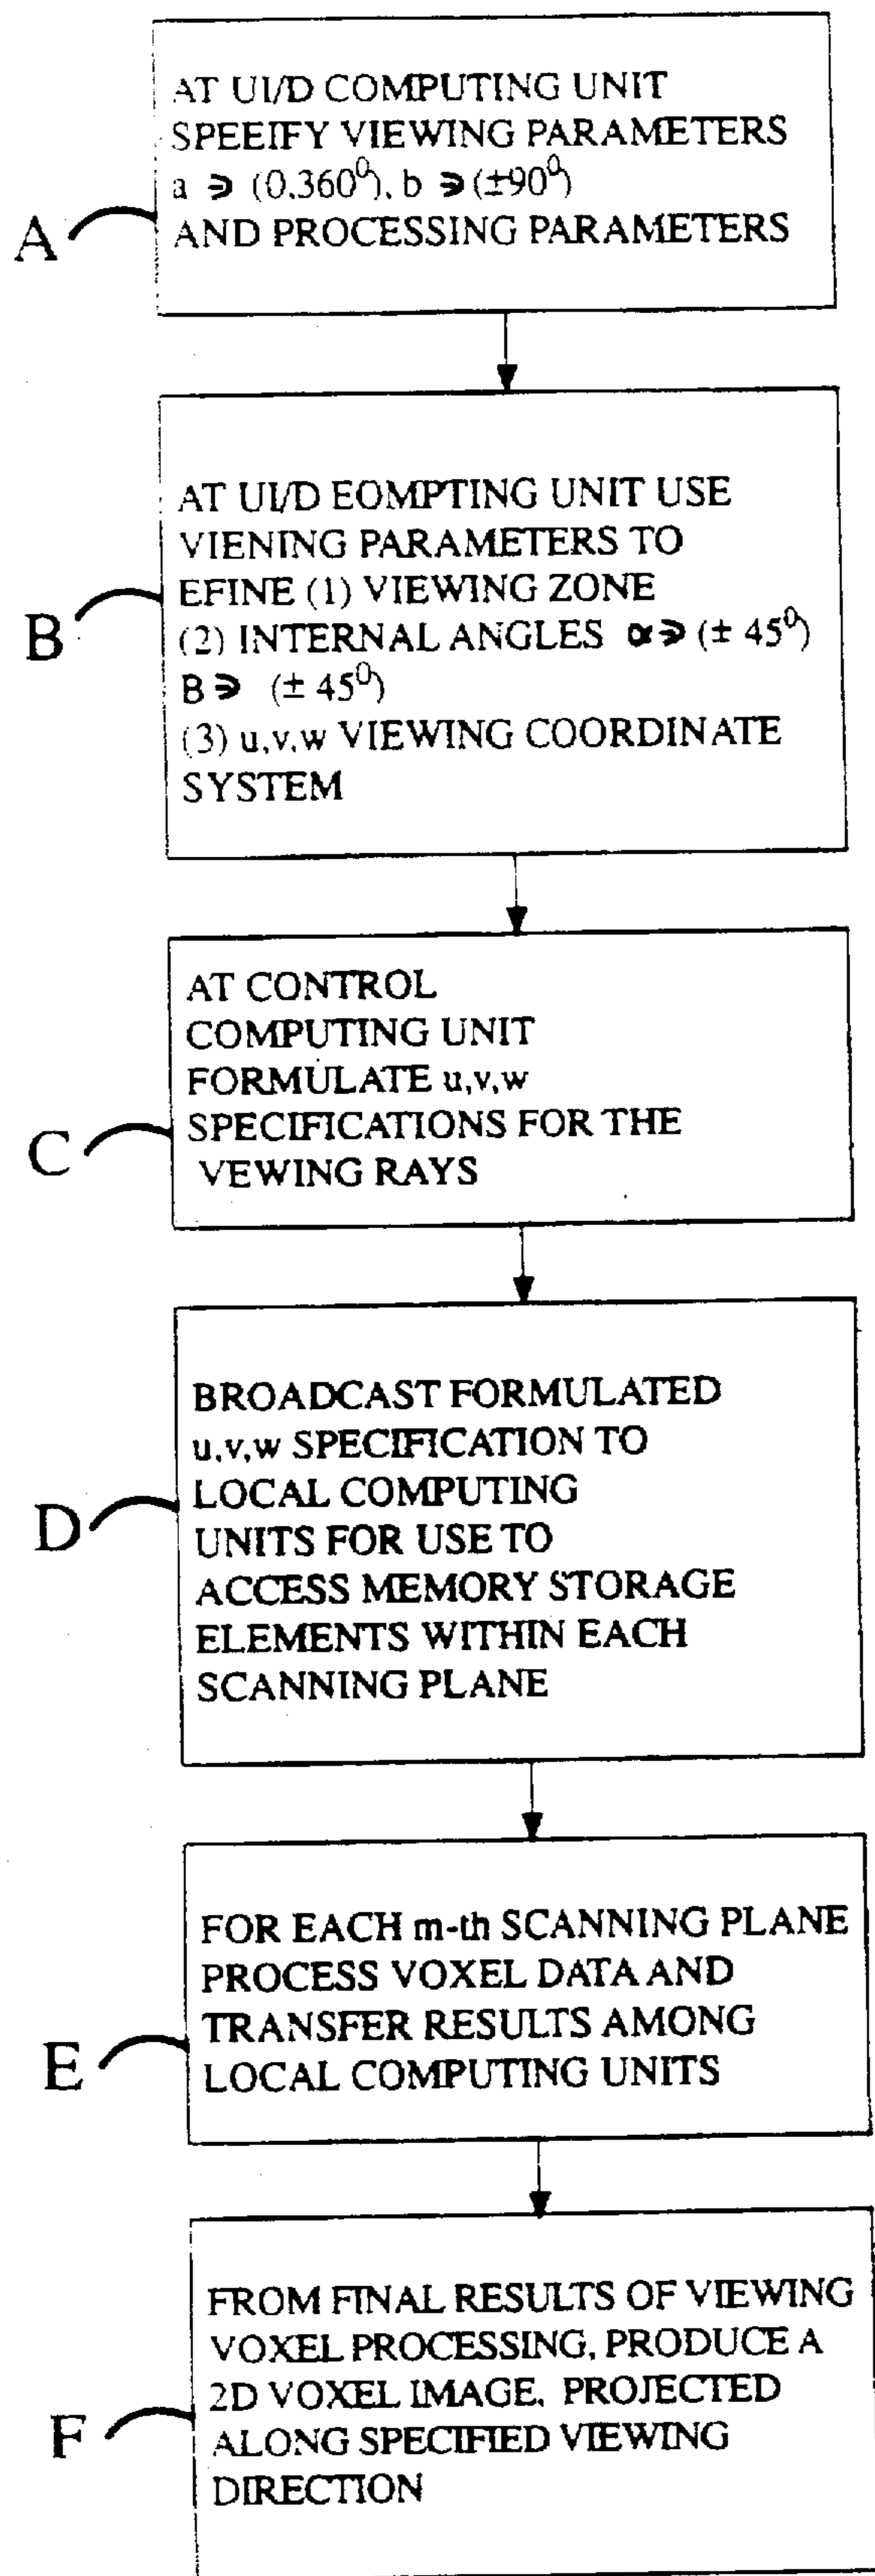 AT UI/D COMPUTING UNIT
SPEEIFY VIEWING PARAMETERS
a ⋺ (0.360⁰). b ⋺ (±90⁰)
A
AND PROCESSING PARAMETERS
AT UI/D EOMPTING UNIT USE
VIENING PARAMETERS TO
EFINE (1) VIEWING ZONE
B
(2) INTERNAL ANGLES α ⋺ (± 45⁰)
B ⋺ (± 45⁰)
(3) u,v,w VIEWING COORDINATE
SYSTEM
AT CONTROL
COMPUTING UNIT
FORMULATE u,v,w
C
SPECIFICATIONS FOR THE
VEWING RAYS
BROADCAST FORMULATED
u,v,w SPECIFICATION TO
LOCAL COMPUTING
D
UNITS FOR USE TO
ACCESS MEMORY STORAGE
ELEMENTS WITHIN EACH
SCANNING PLANE
FOR EACH m-th SCANNING PLANE
PROCESS VOXEL DATA AND
TRANSFER RESULTS AMONG
E
LOCAL COMPUTING UNITS
FROM FINAL RESULTS OF VIEWING
VOXEL PROCESSING, PRODUCE A
2D VOXEL IMAGE, PROJECTED
F
ALONG SPECIFIED VIEWING
DIRECTION